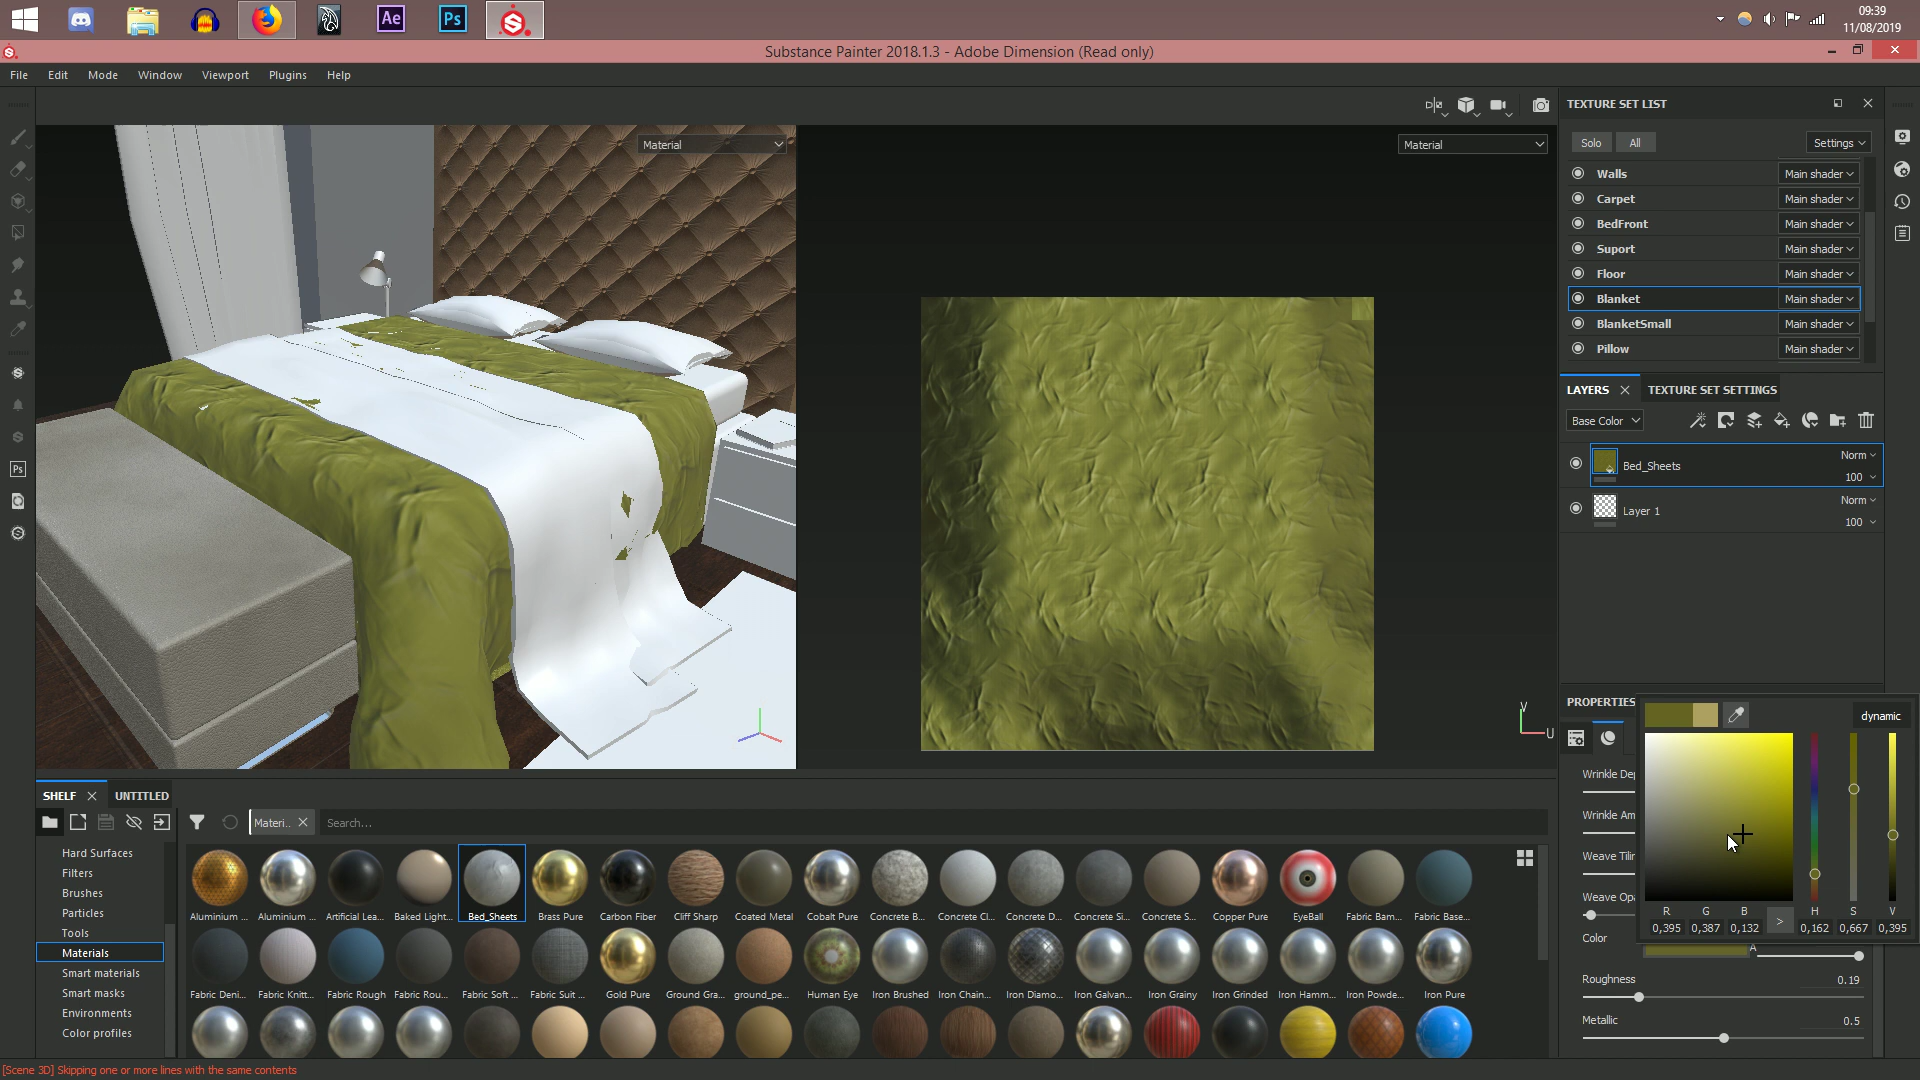 Ae
Ps
09:39
11/08/2019
Substance Painter 2018.1.3 - Adobe Dimension (Read only)
File Edit Mode Window Viewport Plugins Help
TEXTURE SET LIST
Material
Material
Solo All Settings
Walls Main shader
Carpet Main shader
BedFront Main shader
Suport Main shader
Floor Main shader
Blanket Main shader
BlanketSmall Main shader
Pillow Main shader
LAYERS TEXTURE SET SETTINGS
Base Color
Bed_Sheets Norm 100
Layer 1 Norm 100
Ps
V
U
PROPERTIES
dynamic
Wrinkle De
Wrinkle Am
Weave Tilin
Weave Opa
R G B H S V
0,395 0,387 0,132 > 0,162 0,667 0,395
Color A
Roughness 0.19
Metallic 0.5
SHELF UNTITLED
Materi.. Search...
Hard Surfaces
Filters
Brushes
Particles
Tools
Materials
Smart materials
Smart masks
Environments
Color profiles
Aluminium ... Aluminium ... Artificial Lea... Baked Light... Bed_Sheets Brass Pure Carbon Fiber Cliff Sharp Coated Metal Cobalt Pure Concrete B... Concrete Cl... Concrete D... Concrete Si... Concrete S... Copper Pure EyeBall Fabric Bam... Fabric Base...
Fabric Deni... Fabric Knitt... Fabric Rough Fabric Rou... Fabric Soft ... Fabric Suit ... Gold Pure Ground Gra... ground_pe... Human Eye Iron Brushed Iron Chain... Iron Diamo... Iron Galvan... Iron Grainy Iron Grinded Iron Hamm... Iron Powde... Iron Pure
[Scene 3D] Skipping one or more lines with the same contents